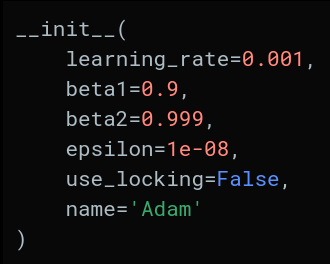 __init__(
    learning_rate=0.001,
    beta1=0.9,
    beta2=0.999,
    epsilon=1e-08,
    use_locking=False,
    name='Adam'
)